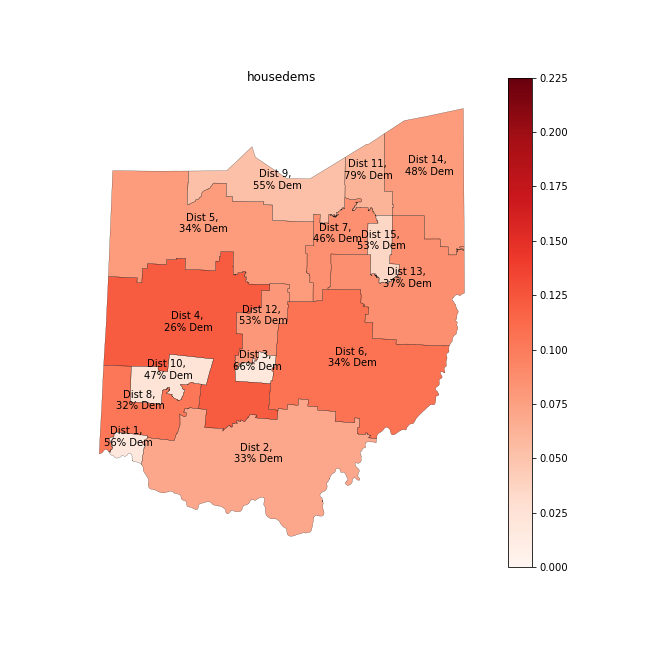 housedems
Dist 14,
48% Dem
Dist 11,
79% Dem
Dist 9,
55% Dem
Dist 5,
34% Dem
Dist 7,
46% Dem
Dist 15,
53% Dem
Dist 13,
37% Dem
Dist 4,
26% Dem
Dist 12,
53% Dem
Dist 3,
66% Dem
Dist 6,
34% Dem
Dist 10,
47% Dem
Dist 8,
32% Dem
Dist 1,
56% Dem
Dist 2,
33% Dem
0.225
0.200
0.175
0.150
0.125
0.100
0.075
0.050
0.025
0.000